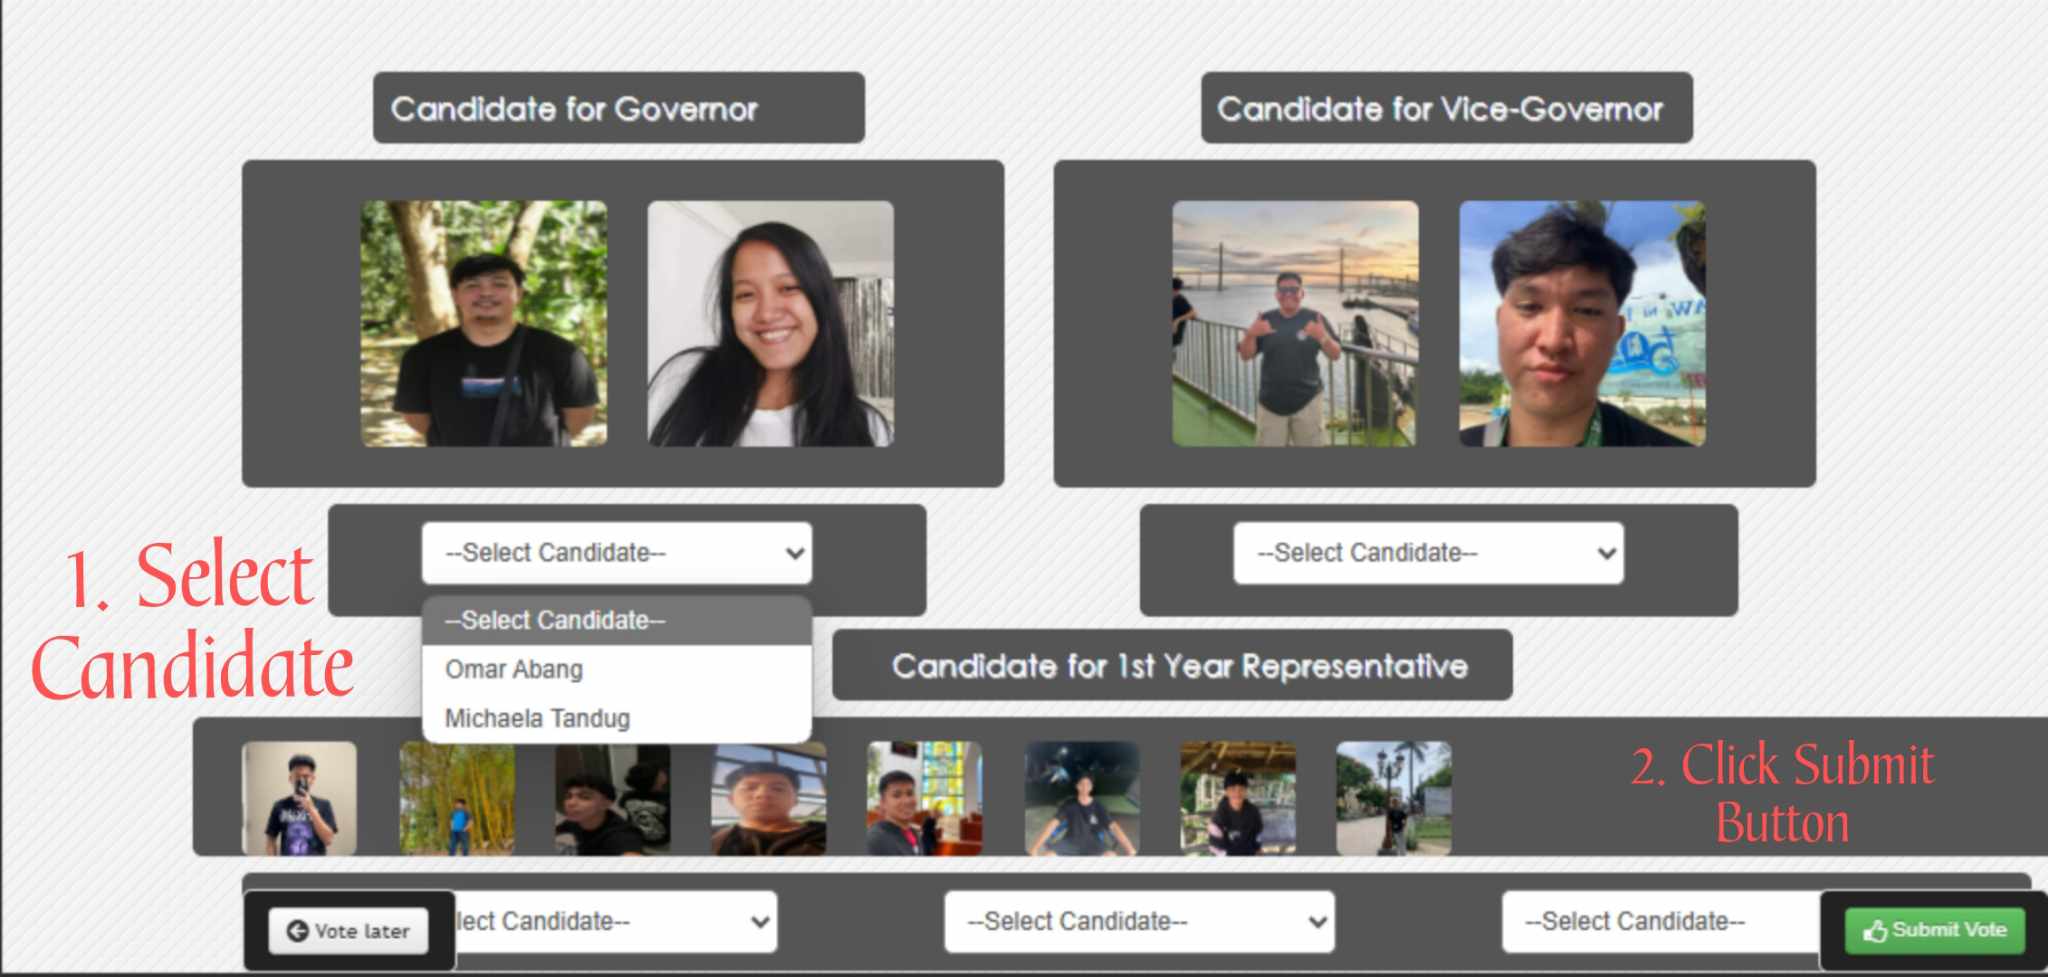 Candidate for Governor
Candidate for Vice-Governor
--Select Candidate--
--Select Candidate--
--Select Candidate--
Omar Abang
Michaela Tandug
1. Select
Candidate
Candidate for 1st Year Representative
2. Click Submit
Button
Vote later
lect Candidate--
--Select Candidate--
--Select Candidate--
Submit Vote